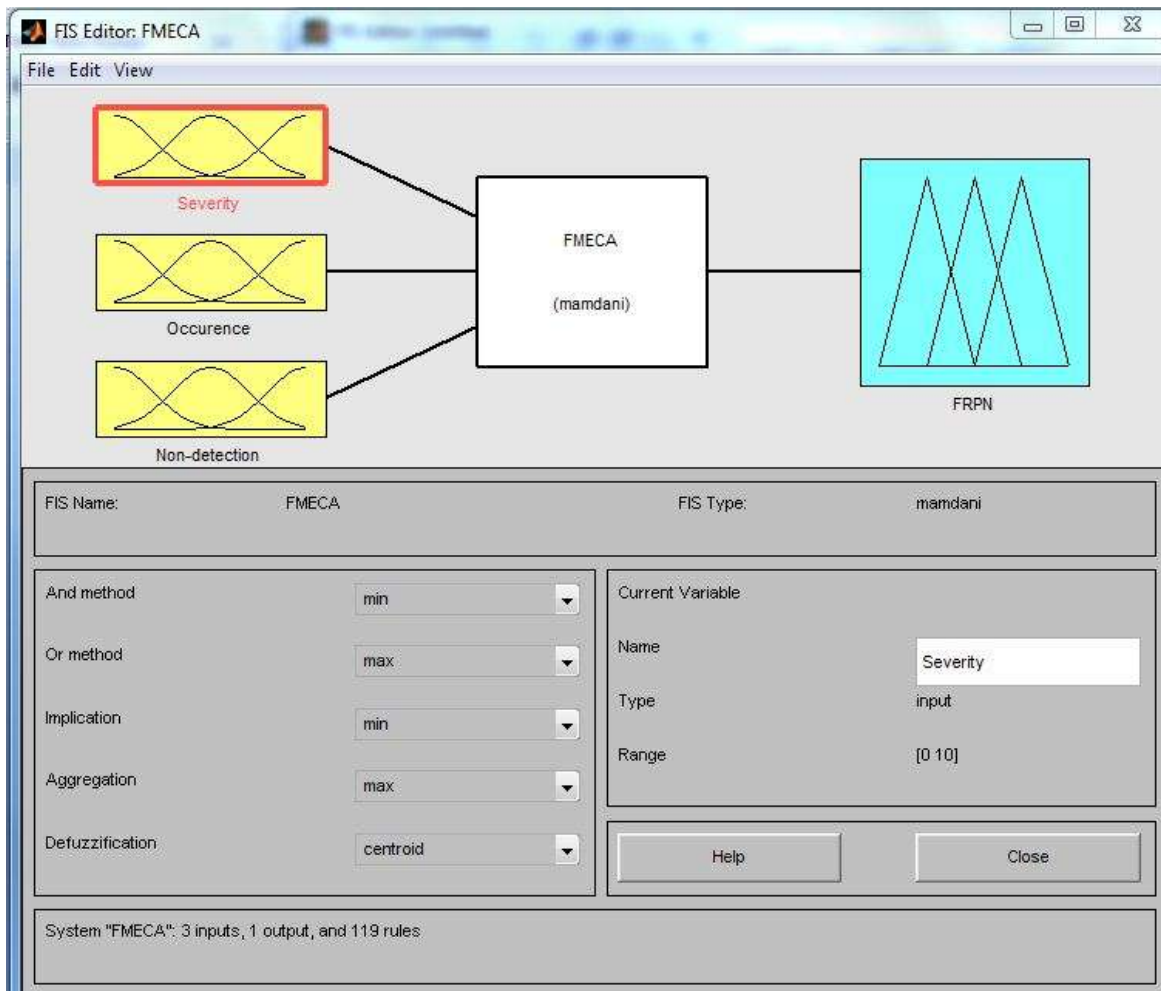 FIS Editor: FMECA
File Edit View
Severity
Occurence
Non-detection
FMECA
(mamdani)
FRPN
FIS Name: FMECA FIS Type: mamdani
And method min
Or method max
Implication min
Aggregation max
Defuzzification centroid
Current Variable
Name Severity
Type input
Range [0 10]
Help Close
System "FMECA": 3 inputs, 1 output, and 119 rules